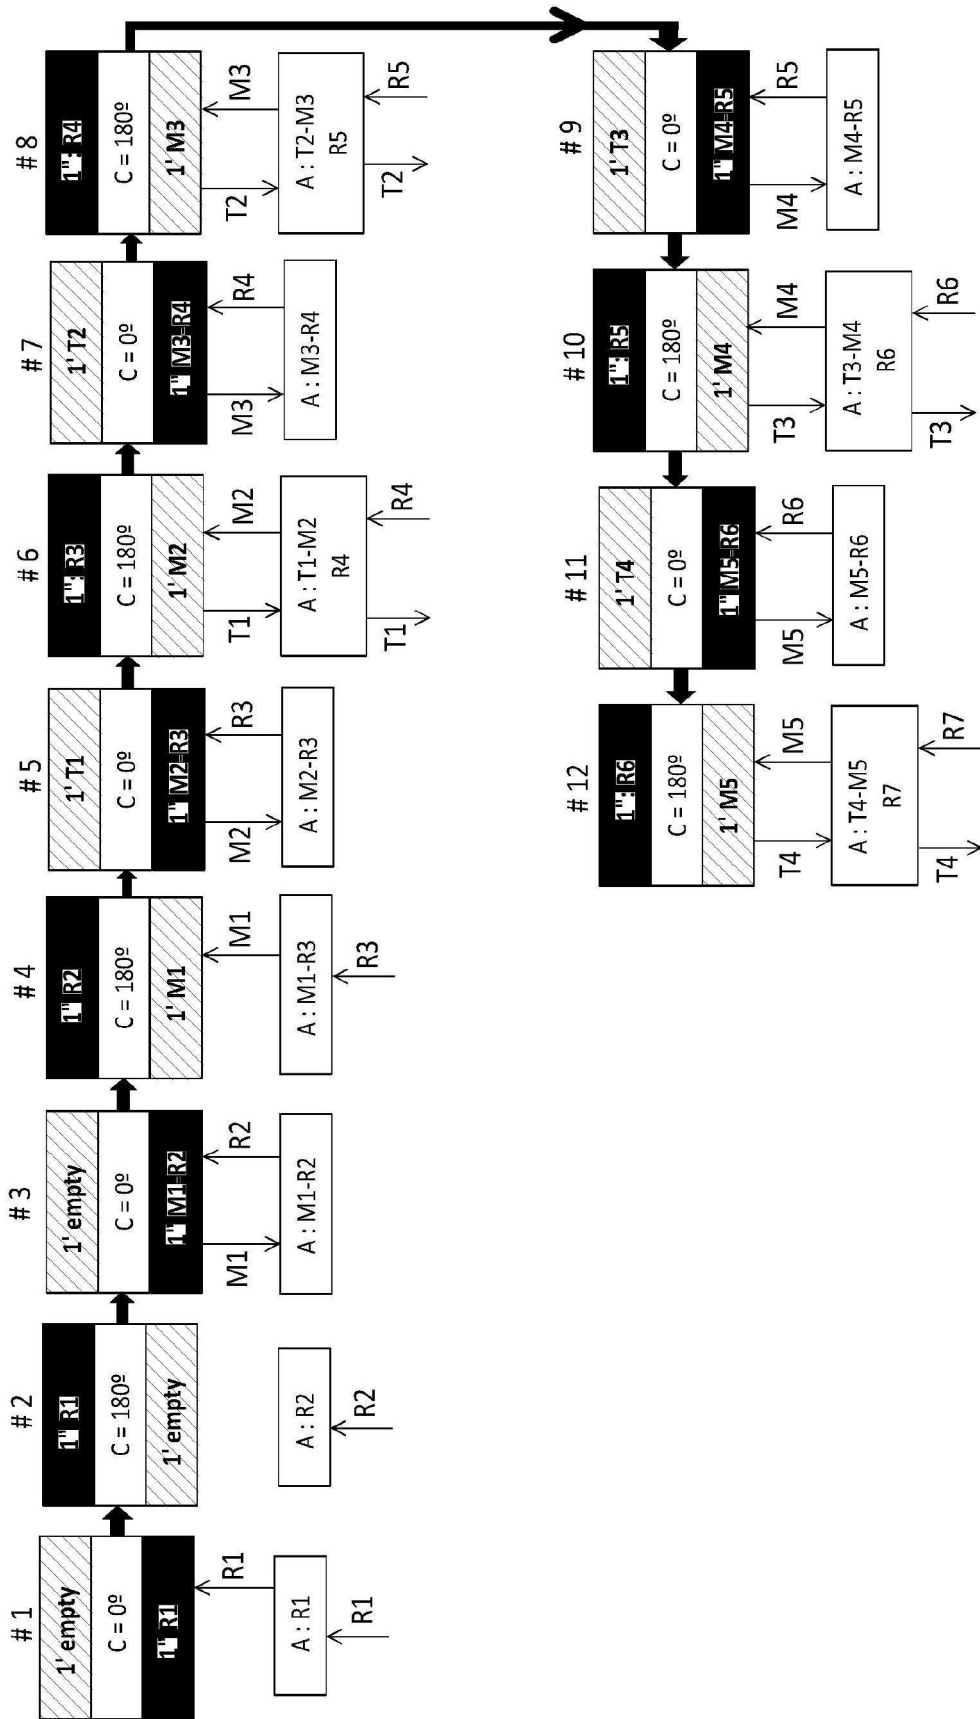 # 1
1' empty
C = 0º
1" R1
R1
A : R1
R1
# 2
1" R1
C = 180º
1' empty
A : R2
R2
# 3
1' empty
C = 0º
1" M1-R2
M1
R2
A : M1-R2
# 4
1" R2
C = 180º
1' M1
M1
A : M1-R3
R3
# 5
1' T1
C = 0º
1" M2-R3
M2
R3
A : M2-R3
# 6
1": R3
C = 180º
1' M2
T1
M2
A : T1-M2
R4
T1
R4
# 7
1' T2
C = 0º
1" M3-R4
M3
R4
A : M3-R4
# 8
1": R4
C = 180º
1' M3
T2
M3
A : T2-M3
R5
T2
R5
# 9
1' T3
C = 0º
1" M4-R5
M4
R5
A : M4-R5
# 10
1": R5
C = 180º
1' M4
T3
M4
A : T3-M4
R6
T3
R6
# 11
1' T4
C = 0º
1" M5-R6
M5
R6
A : M5-R6
# 12
1": R6
C = 180º
1' M5
T4
M5
A : T4-M5
R7
T4
R7